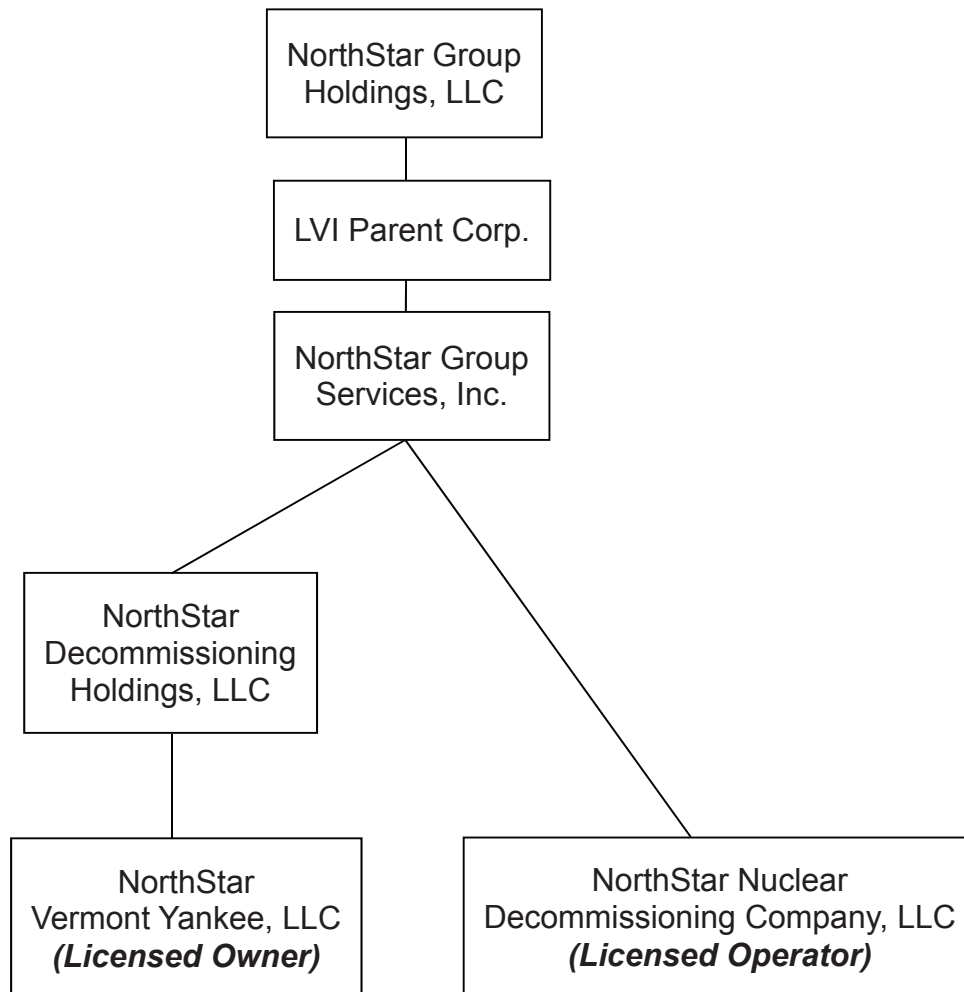 NorthStar Group
Holdings, LLC
LVI Parent Corp.
NorthStar Group
Services, Inc.
NorthStar
Decommissioning
Holdings, LLC
NorthStar
Vermont Yankee, LLC
(Licensed Owner)
NorthStar Nuclear
Decommissioning Company, LLC
(Licensed Operator)